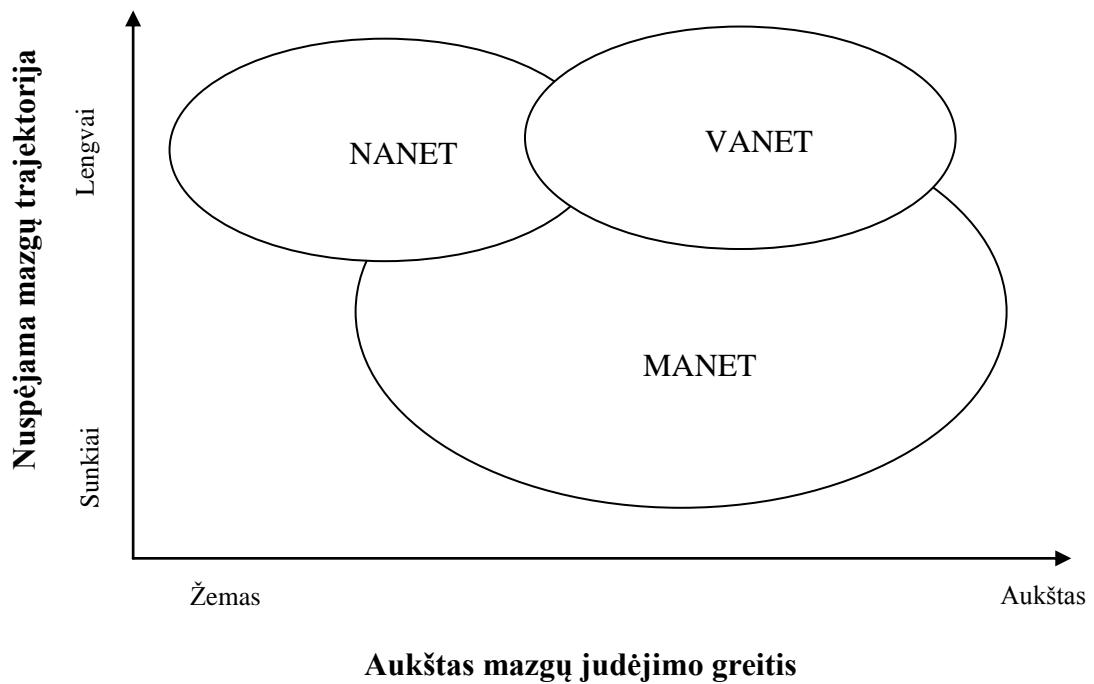 Nuspėjama mazgų trajektorija
Lengvai
Sunkiai
NANET
VANET
MANET
Žemas
Aukštas
Aukštas mazgų judėjimo greitis